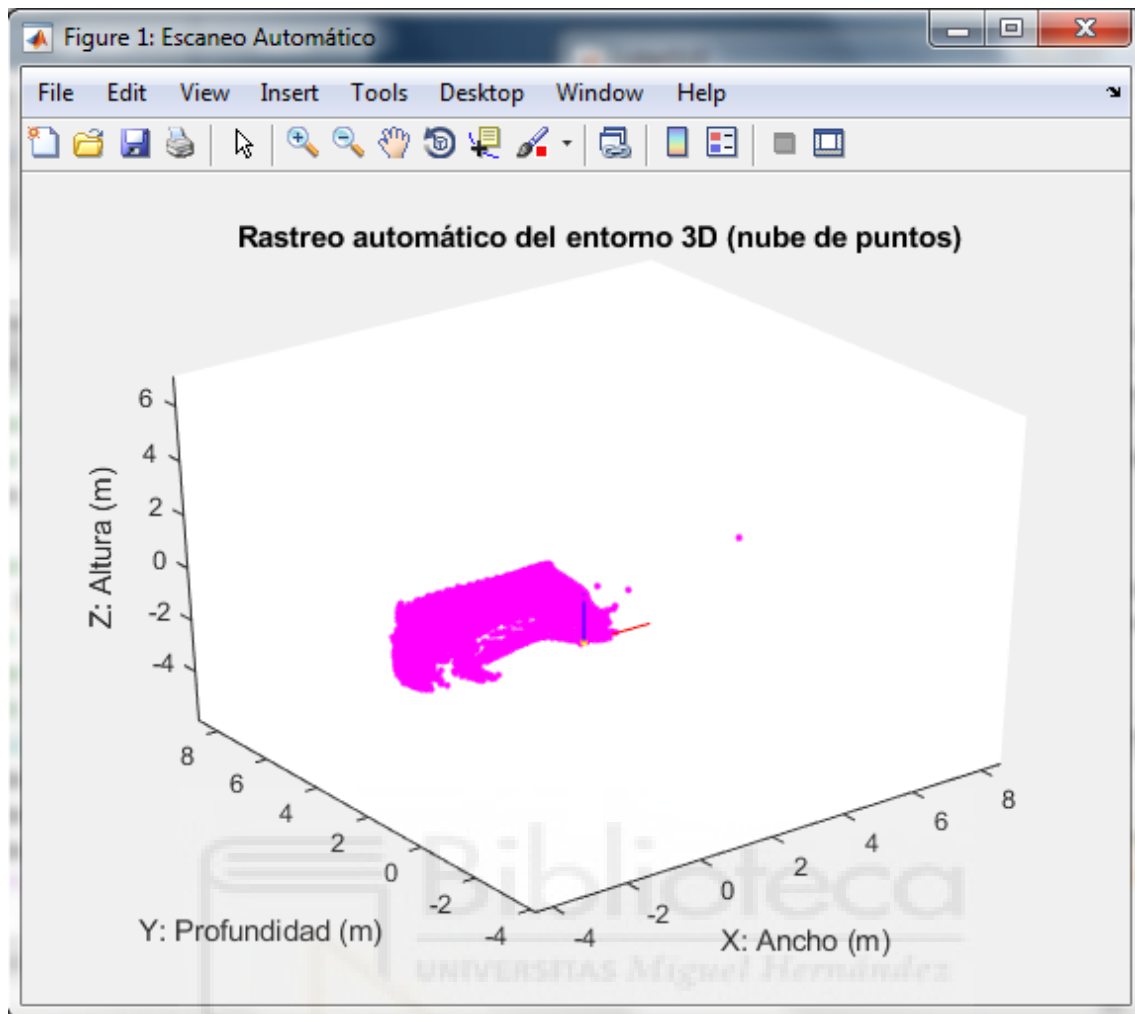 Figure 1: Escaneo Automático
File Edit View Insert Tools Desktop Window Help
Rastreo automático del entorno 3D (nube de puntos)
6
4
2
0
-2
-4
Z: Altura (m)
8
6
4
2
0
-2
-4
Y: Profundidad (m)
-4
-2
0
2
4
6
8
X: Ancho (m)
Biblioteca
UNIVERSITAS Miguel Hernández